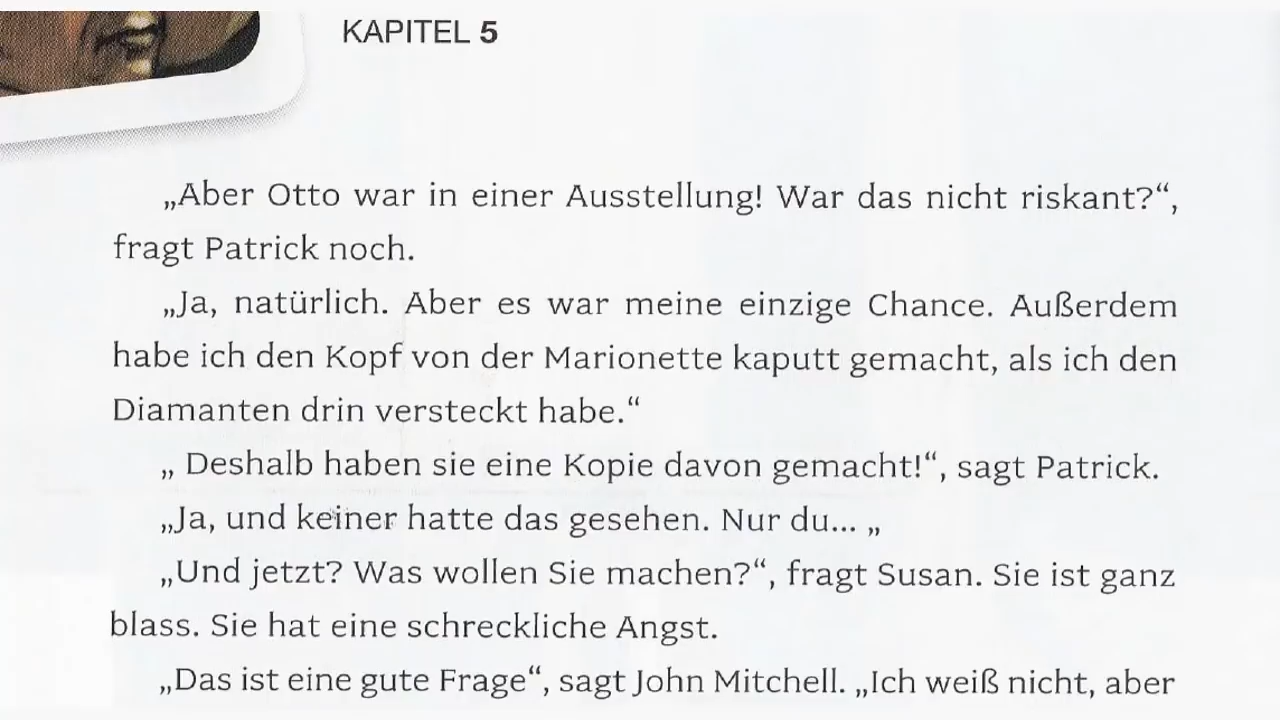 KAPITEL 5
„Aber Otto war in einer Ausstellung! War das nicht riskant?“,
fragt Patrick noch.
„Ja, natürlich. Aber es war meine einzige Chance. Außerdem
habe ich den Kopf von der Marionette kaputt gemacht, als ich den
Diamanten drin versteckt habe.“
„ Deshalb haben sie eine Kopie davon gemacht!“, sagt Patrick.
„Ja, und keiner hatte das gesehen. Nur du... „
„Und jetzt? Was wollen Sie machen?“, fragt Susan. Sie ist ganz
blass. Sie hat eine schreckliche Angst.
„Das ist eine gute Frage“, sagt John Mitchell. „Ich weiß nicht, aber